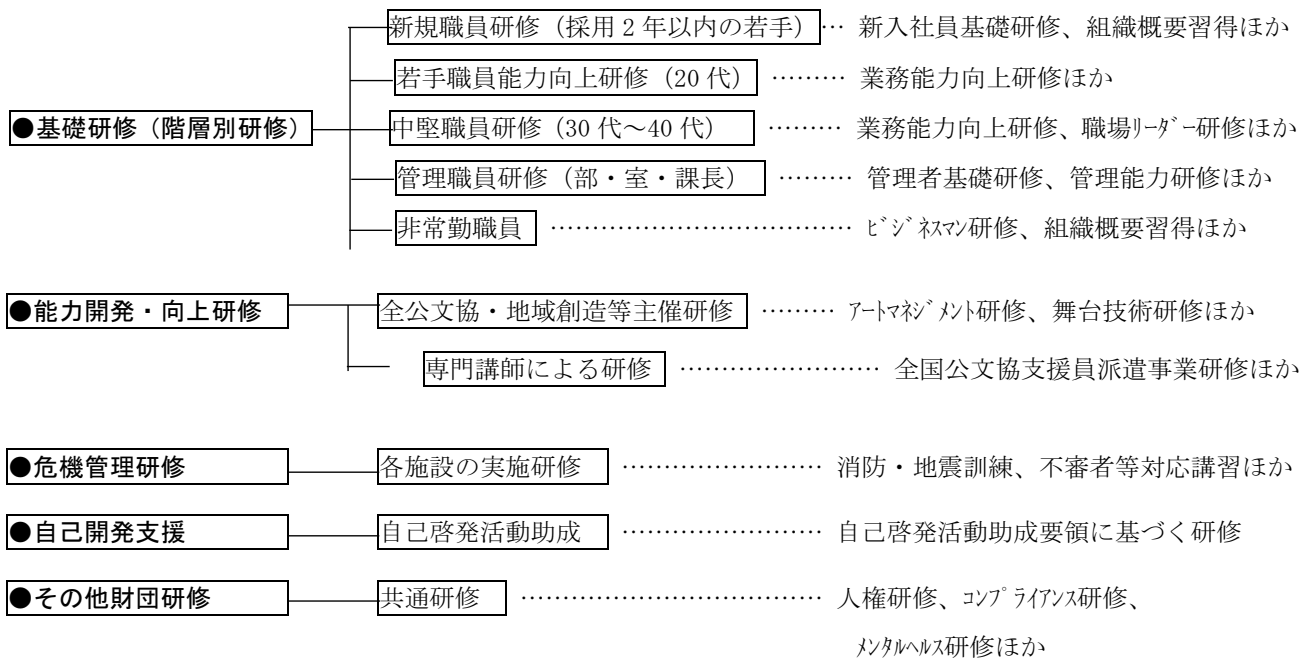 新規職員研修（採用２年以内の若手）… 新入社員基礎研修、組織概要習得ほか
若手職員能力向上研修（20 代） ……… 業務能力向上研修ほか
●基礎研修（階層別研修） 中堅職員研修（30 代～40 代） ……… 業務能力向上研修、職場ﾘｰﾀﾞｰ研修ほか
管理職員研修（部・室・課長） ……… 管理者基礎研修、管理能力研修ほか
非常勤職員 ……………………………… ﾋﾞｼﾞﾈｽﾏﾝ研修、組織概要習得ほか
●能力開発・向上研修 全公文協・地域創造等主催研修 ……… ｱｰﾄﾏﾈｼﾞﾒﾝﾄ研修、舞台技術研修ほか
専門講師による研修 …………………… 全国公文協支援員派遣事業研修ほか
●危機管理研修 各施設の実施研修 …………………… 消防・地震訓練、不審者等対応講習ほか
●自己開発支援 自己啓発活動助成 …………………… 自己啓発活動助成要領に基づく研修
●その他財団研修 共通研修 ……………………………… 人権研修、ｺﾝﾌﾟﾗｲｱﾝｽ研修、
ﾒﾝﾀﾙﾍﾙｽ研修ほか